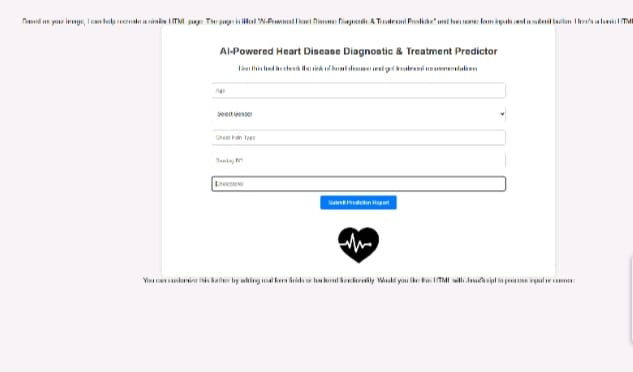 Based on your image, I can help recreate a similar HTML page. The page is titled "AI-Powered Heart Disease Diagnostic & Treatment Predictor" and has some form inputs and a submit button. Here's a basic HTML
AI-Powered Heart Disease Diagnostic & Treatment Predictor
Use this tool to check the risk of heart disease and get treatment recommendations
Age
Select Gender
Chest Pain Type
Resting BP
Cholesterol
Submit Prediction Report
You can customize this further by adding real form fields or backend functionality. Would you like this HTML with JavaScript to process input or connec